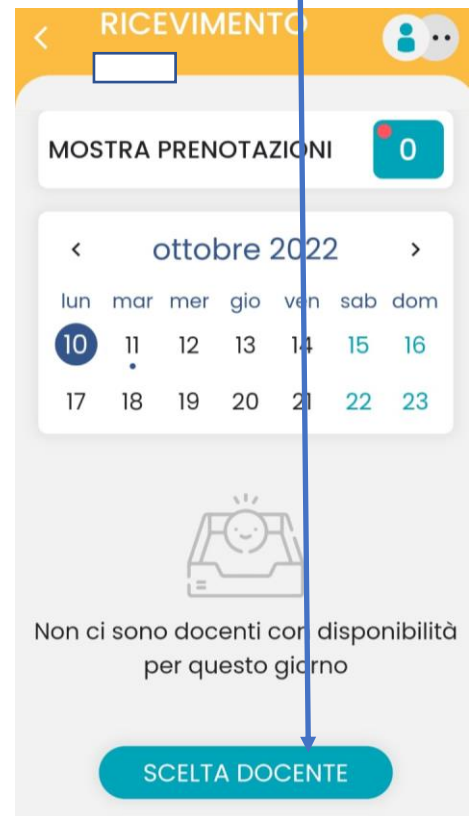 RICEVIMENTO
MOSTRA PRENOTAZIONI 0
ottobre 2022
lun mar mer gio ven sab dom
10 11 12 13 14 15 16
17 18 19 20 21 22 23
Non ci sono docenti con disponibilità
per questo giorno
SCELTA DOCENTE